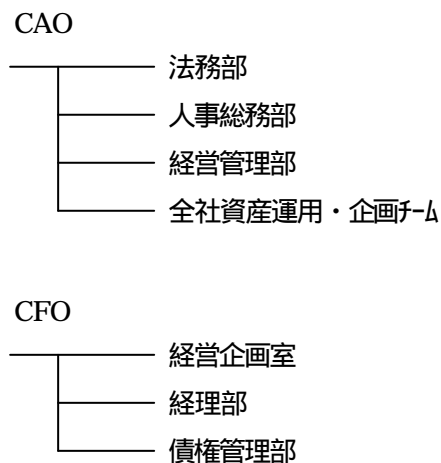 CAO
法務部
人事総務部
経営管理部
全社資産運用・企画ﾁｰﾑ
CFO
経営企画室
経理部
債権管理部